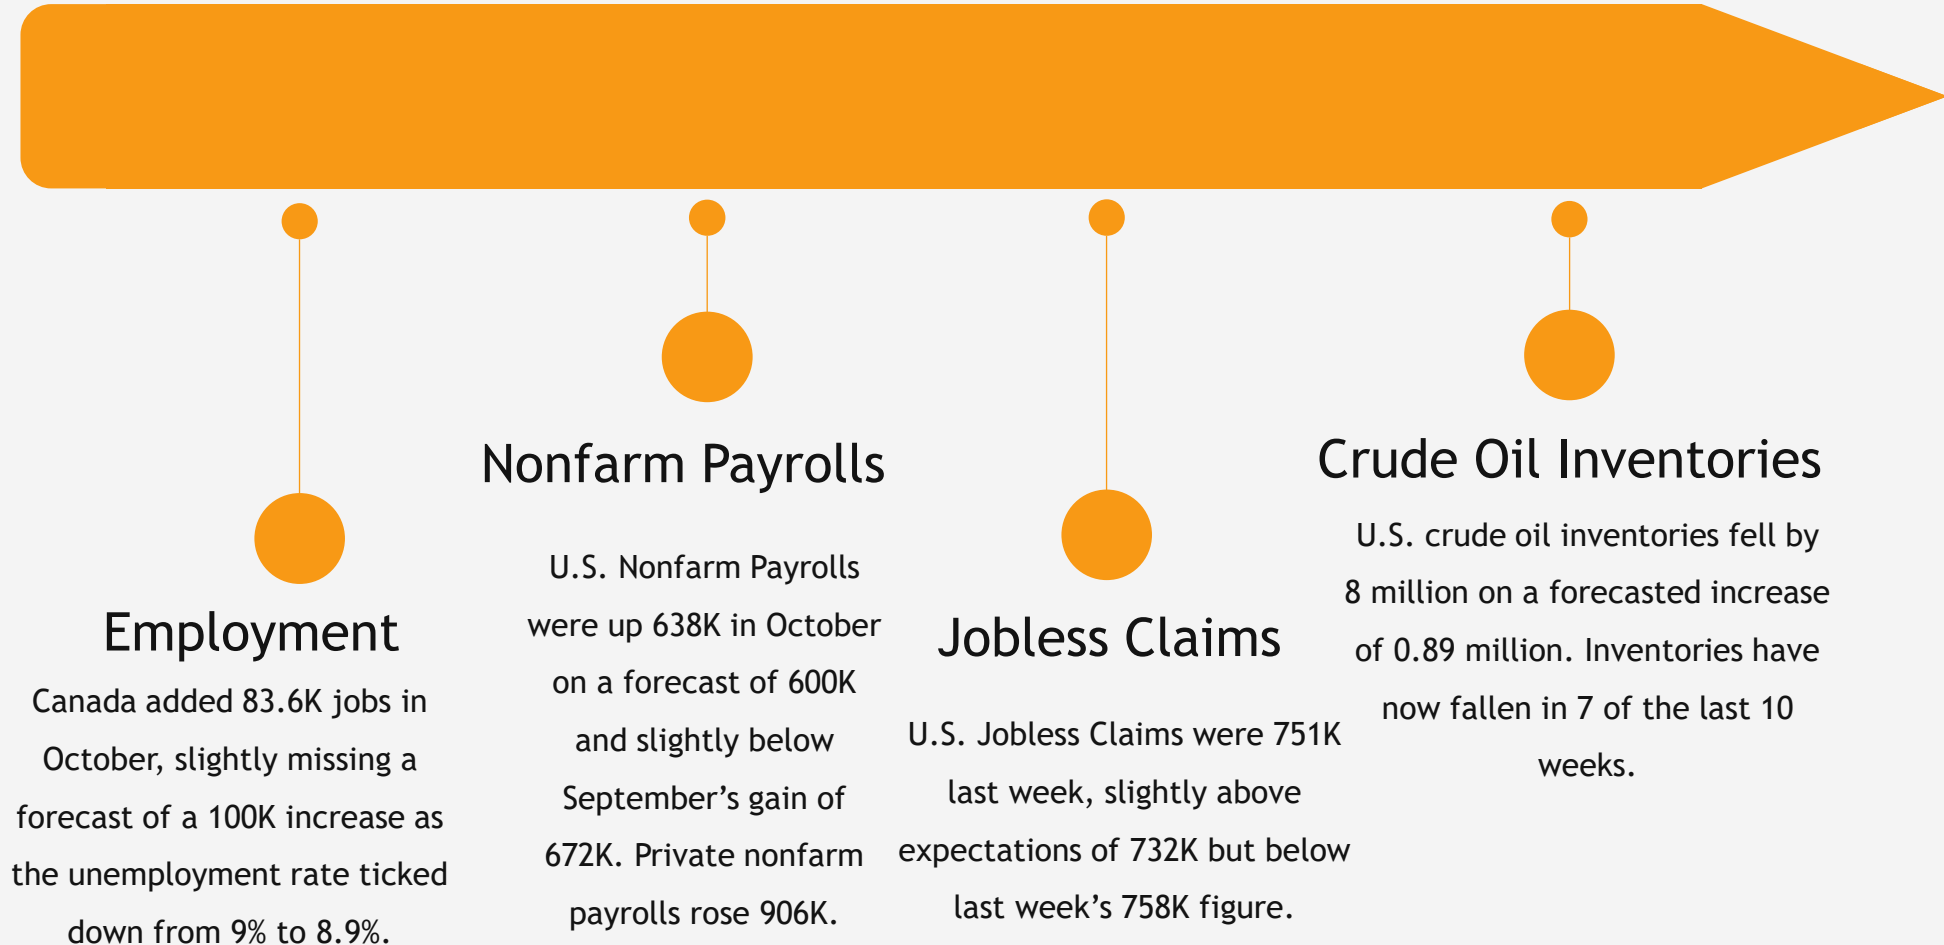 Employment
Canada added 83.6K jobs in
October, slightly missing a
forecast of a 100K increase as
the unemployment rate ticked
down from 9% to 8.9%.
Nonfarm Payrolls
U.S. Nonfarm Payrolls
were up 638K in October
on a forecast of 600K
and slightly below
September’s gain of
672K. Private nonfarm
payrolls rose 906K.
Jobless Claims
U.S. Jobless Claims were 751K
last week, slightly above
expectations of 732K but below
last week’s 758K figure.
Crude Oil Inventories
U.S. crude oil inventories fell by
8 million on a forecasted increase
of 0.89 million. Inventories have
now fallen in 7 of the last 10
weeks.